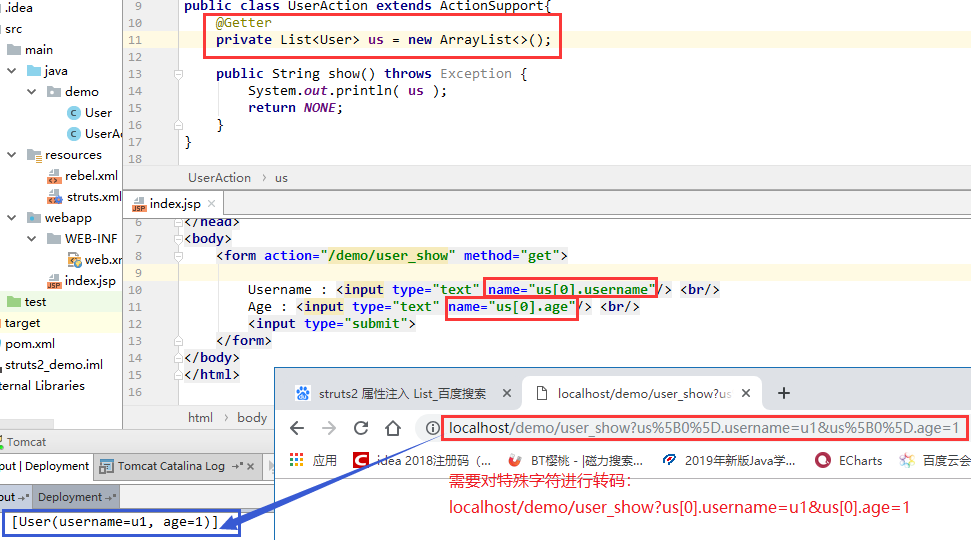 .idea
src
main
java
demo
User
UserAc
resources
rebel.xml
struts.xml
webapp
WEB-INF
web.xm
index.jsp
test
target
pom.xml
struts2_demo.iml
ternal Libraries
9 public class UserAction extends ActionSupport{
10 @Getter
11 private List<User> us = new ArrayList<>();
12
13 public String show() throws Exception {
14 System.out.println( us );
15 return NONE;
16 }
17 }
18
UserAction › us
index.jsp ×
6 </head>
7 <body>
8 <form action="/demo/user_show" method="get">
9
10 Username : <input type="text" name="us[0].username"/> <br/>
11 Age : <input type="text" name="us[0].age"/> <br/>
12 <input type="submit">
13 </form>
14 </body>
15 </html>
16
html › body
Tomcat
put | Deployment
Tomcat Catalina Log
Deployment
[User(username=u1, age=1)]
struts2 属性注入 List_百度搜索
localhost/demo/user_show?us
localhost/demo/user_show?us%5B0%5D.username=u1&us%5B0%5D.age=1
应用
idea 2018注册码（...
BT樱桃 - |磁力搜索...
2019年新版Java学...
ECharts
百度云会
需要对特殊字符进行转码：
localhost/demo/user_show?us[0].username=u1&us[0].age=1